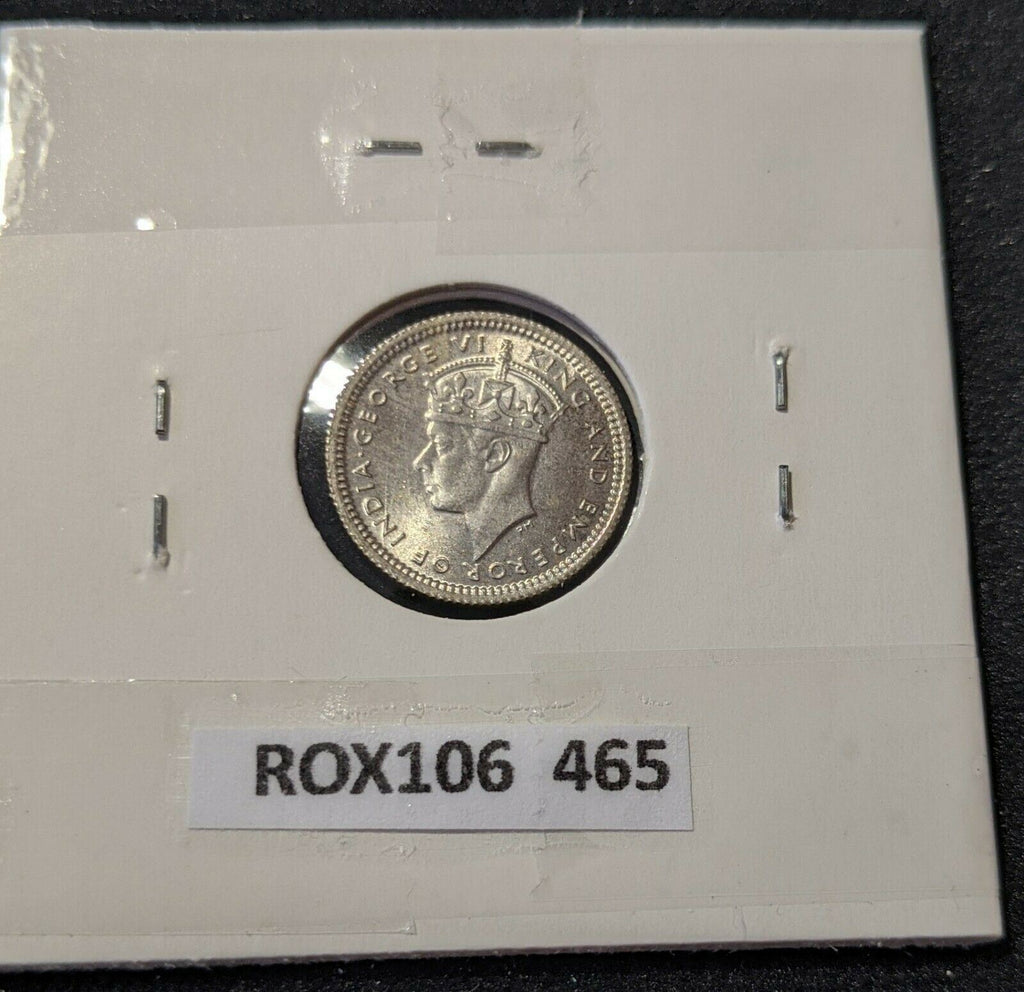 GEORGE VI KING AND EMPEROR OF INDIA·
ROX106 465